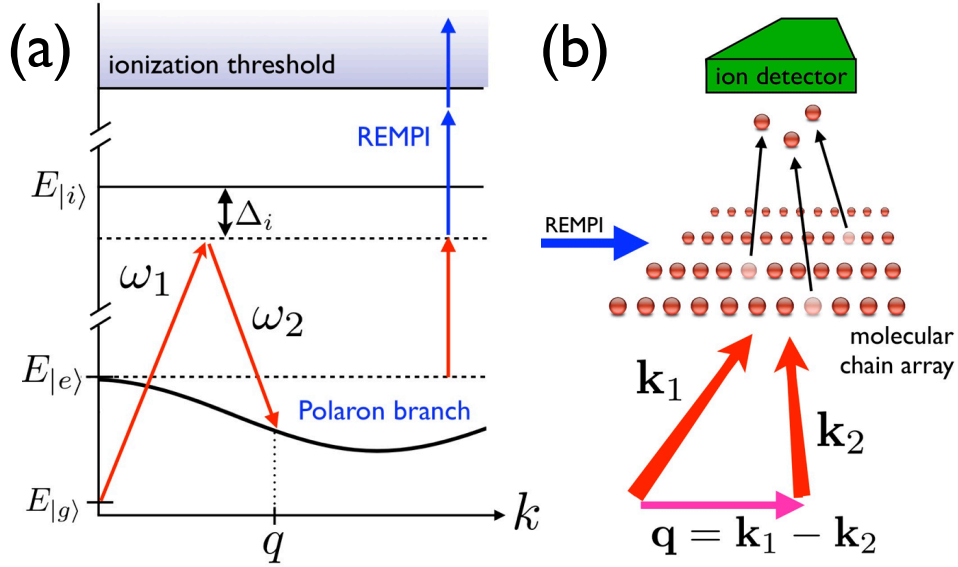 (a)
ionization threshold
REMPI
E|i⟩
Δi
ω1
ω2
E|e⟩
Polaron branch
E|g⟩
k
q
(b)
ion detector
REMPI
molecular
chain array
k1
k2
q = k1 − k2